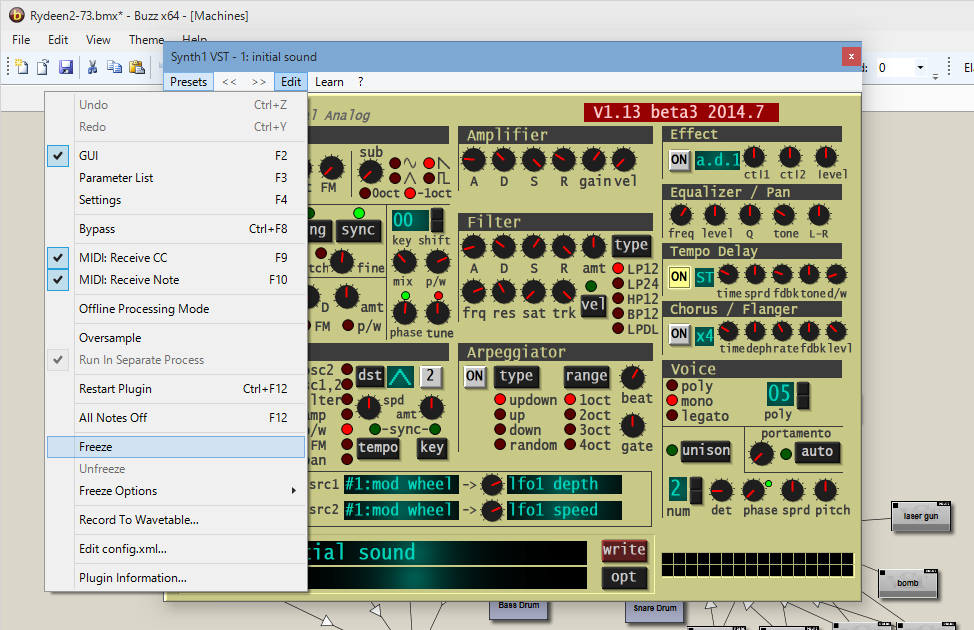 Rydeen2-73.bmx* - Buzz x64 - [Machines]
File Edit View Theme Help
Synth1 VST - 1: initial sound
x
0
Presets << >> Edit Learn ?
Undo Ctrl+Z
Redo Ctrl+Y
GUI F2
Parameter List F3
Settings F4
Bypass Ctrl+F8
MIDI: Receive CC F9
MIDI: Receive Note F10
Offline Processing Mode
Oversample
Run In Separate Process
Restart Plugin Ctrl+F12
All Notes Off F12
Freeze
Unfreeze
Freeze Options
Record To Wavetable...
Edit config.xml...
Plugin Information...
Analog
V1.13 beta3 2014.7
sub
FM
0oct -1oct
sync
00
key shift
fine
mix p/w
D amt
FM p/w
phase tune
Amplifier
A D S R gain vel
Filter
type
A D S R amt
LP12
LP24
HP12
BP12
LPDL
frq res sat trk
vel
Effect
ON a.d.1
ctl1 ctl2 level
Equalizer / Pan
freq level Q tone L-R
Tempo Delay
ON ST
time sprd fdbk toned/w
Chorus / Flanger
ON x4
time deph rate fdbk levl
osc2
dst
2
spd
amt
-sync-
tempo key
p/w
FM
Arpeggiator
ON type range
updown 1oct
up 2oct
down 3oct
random 4oct
beat
gate
Voice
poly
mono
legato
05
poly
unison
portamento
auto
2
num det phase sprd pitch
src1 #1:mod wheel -> lfo1 depth
src2 #1:mod wheel -> lfo1 speed
tial sound
write
opt
laser gun
bomb
Bass Drum
Snare Drum